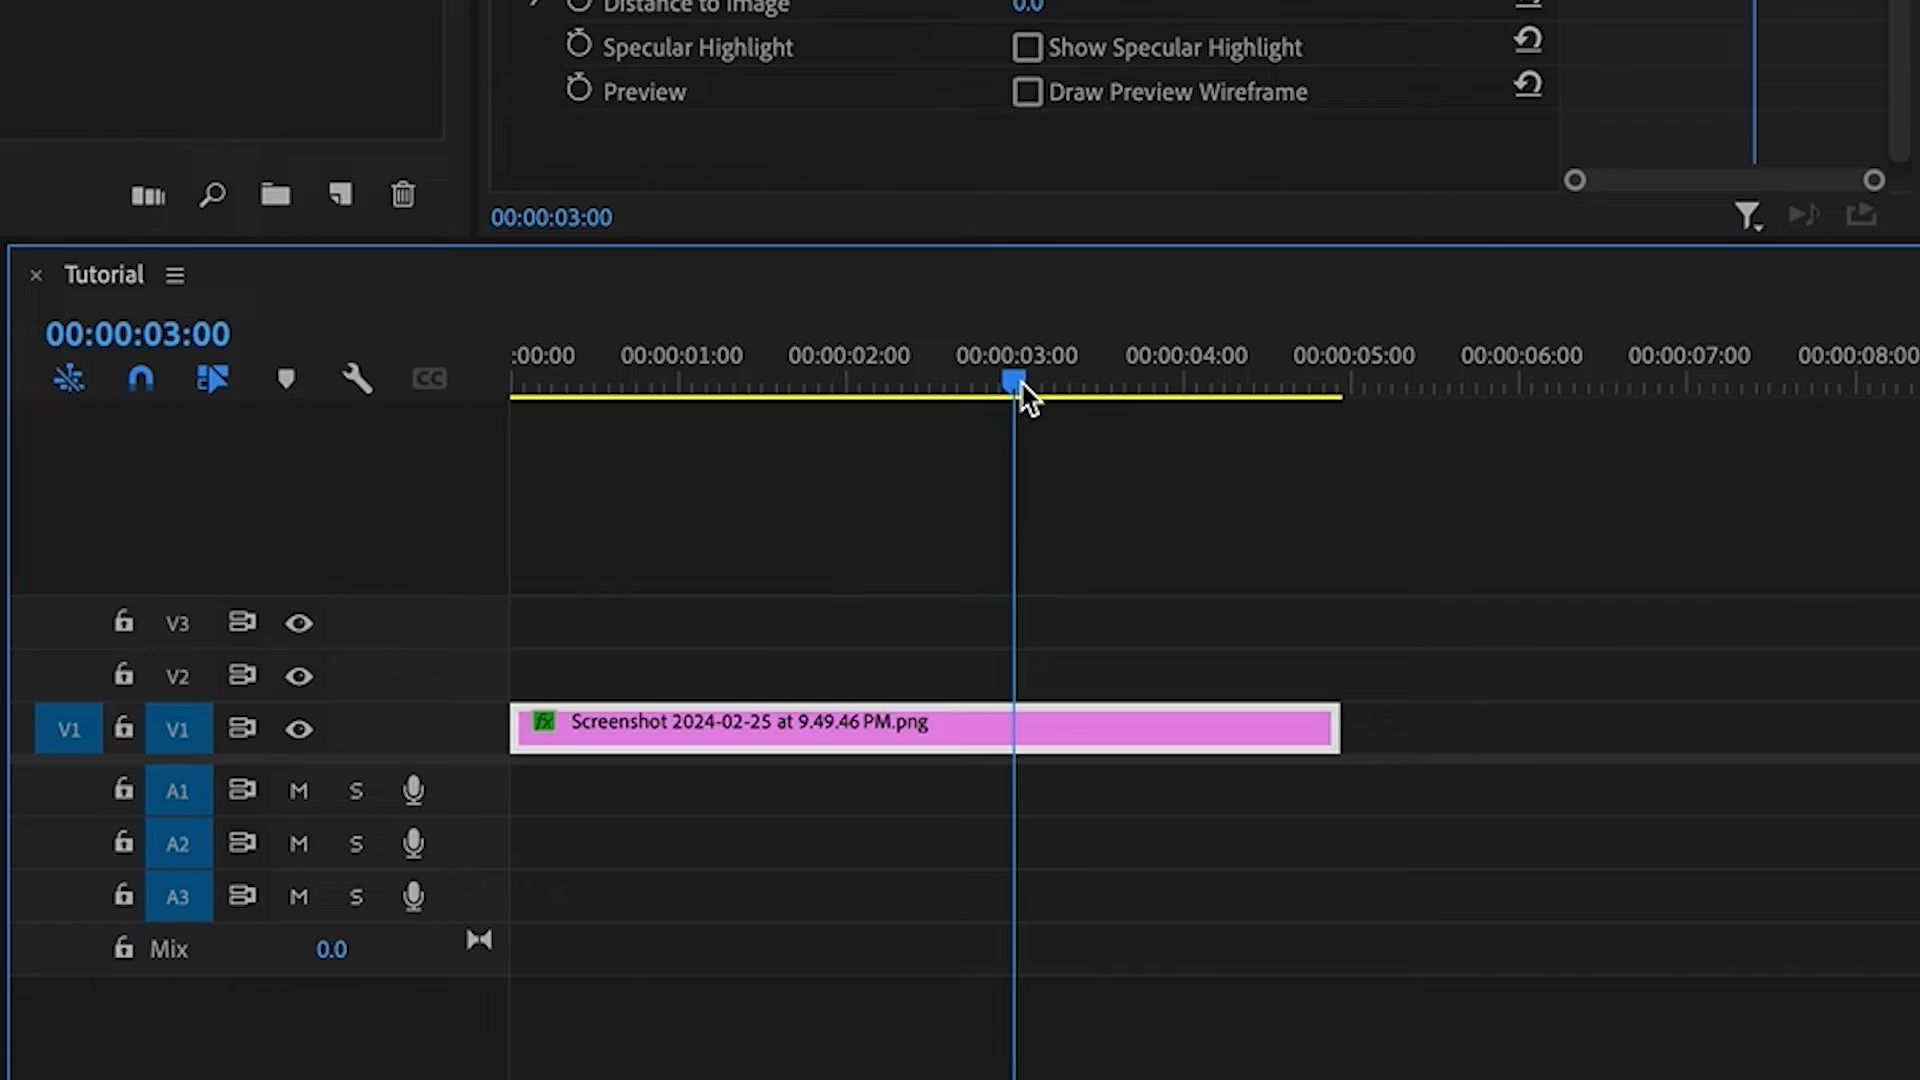 Distance to Image 0.0
Specular Highlight Show Specular Highlight
Preview Draw Preview Wireframe
00:00:03:00
Tutorial
00:00:03:00
:00:00 00:00:01:00 00:00:02:00 00:00:03:00 00:00:04:00 00:00:05:00 00:00:06:00 00:00:07:00 00:00:08:00
CC
V3
V2
V1 V1 fx Screenshot 2024-02-25 at 9.49.46 PM.png
A1 M S
A2 M S
A3 M S
Mix 0.0